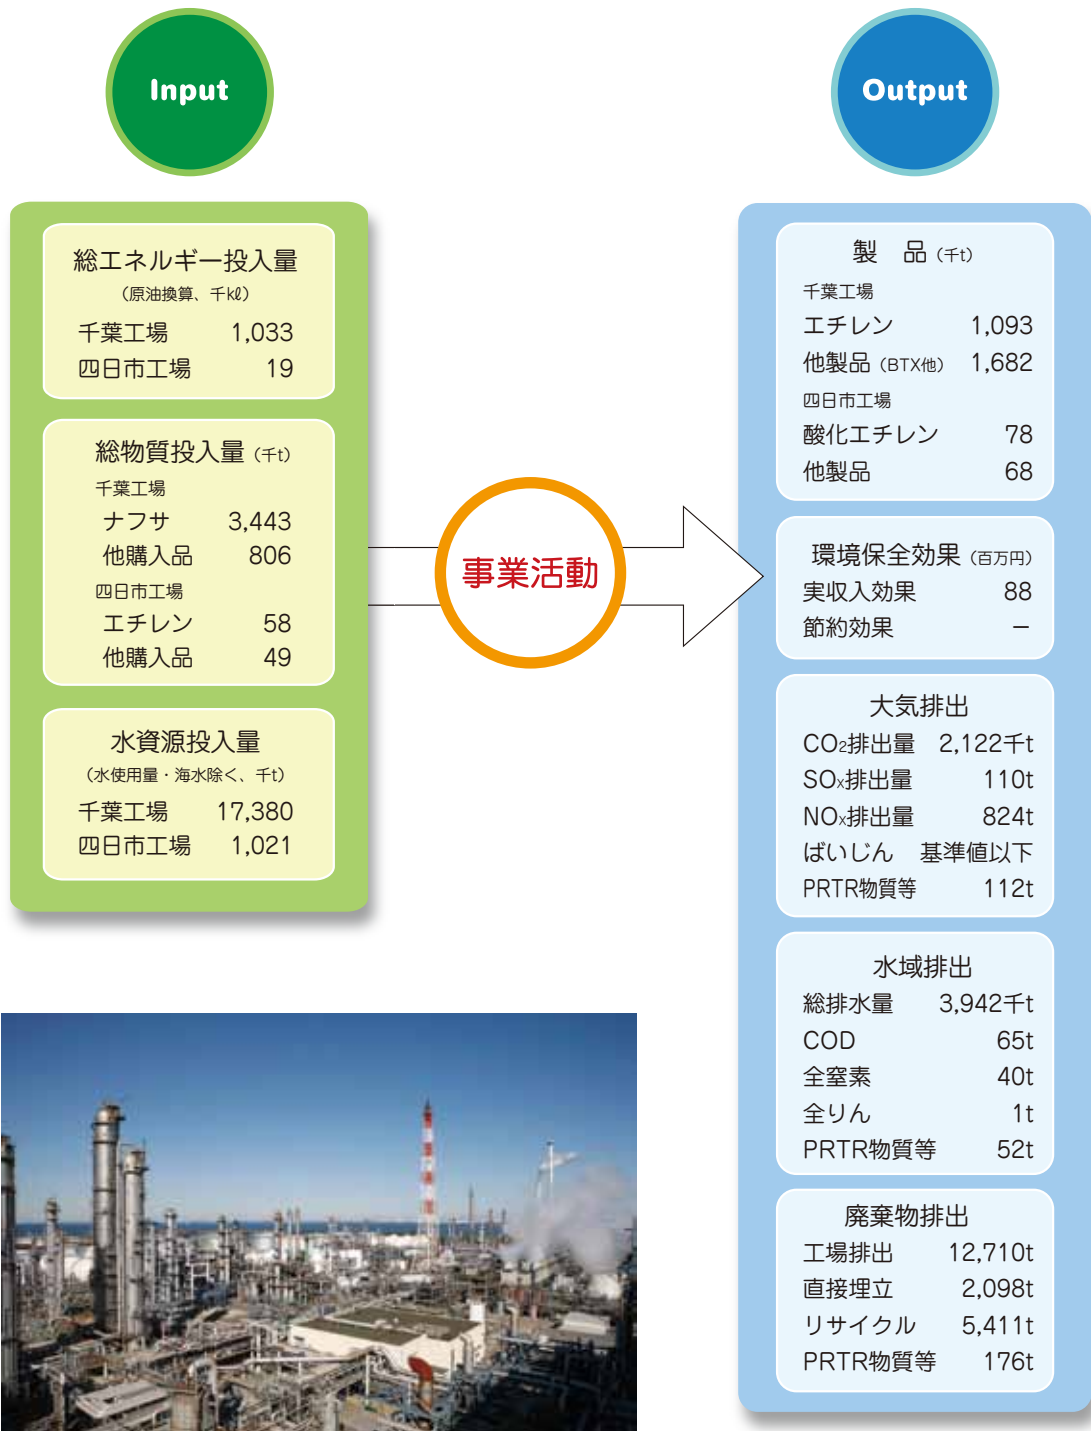 Input
総エネルギー投入量
（原油換算、千kℓ）
千葉工場 1,033
四日市工場 19
総物質投入量（千t）
千葉工場
ナフサ 3,443
他購入品 806
四日市工場
エチレン 58
他購入品 49
水資源投入量
（水使用量・海水除く、千t）
千葉工場 17,380
四日市工場 1,021
事業活動
Output
製　品（千t）
千葉工場
エチレン 1,093
他製品（BTX他） 1,682
四日市工場
酸化エチレン 78
他製品 68
環境保全効果（百万円）
実収入効果 88
節約効果 −
大気排出
CO₂排出量 2,122千t
SOx排出量 110t
NOx排出量 824t
ばいじん 基準値以下
PRTR物質等 112t
水域排出
総排水量 3,942千t
COD 65t
全窒素 40t
全りん 1t
PRTR物質等 52t
廃棄物排出
工場排出 12,710t
直接埋立 2,098t
リサイクル 5,411t
PRTR物質等 176t